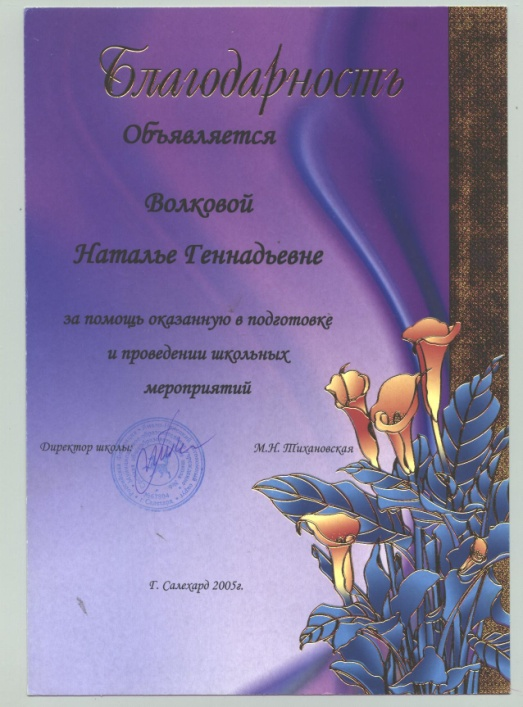 Благодарность
Объявляется
Волковой
Наталье Геннадьевне
за помощь оказанную в подготовке
и проведении школьных
мероприятий
Директор школы: М.Н. Тихановская
Г. Салехард 2005г.